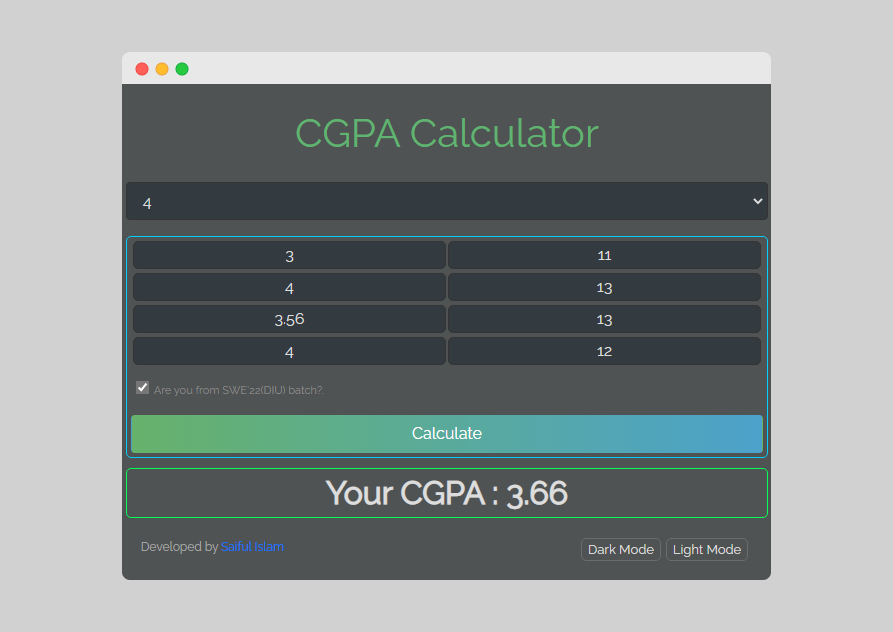 CGPA Calculator
4
3 11
4 13
3.56 13
4 12
Are you from SWE'22(DIU) batch?.
Calculate
Your CGPA : 3.66
Developed by Saiful Islam Dark Mode Light Mode